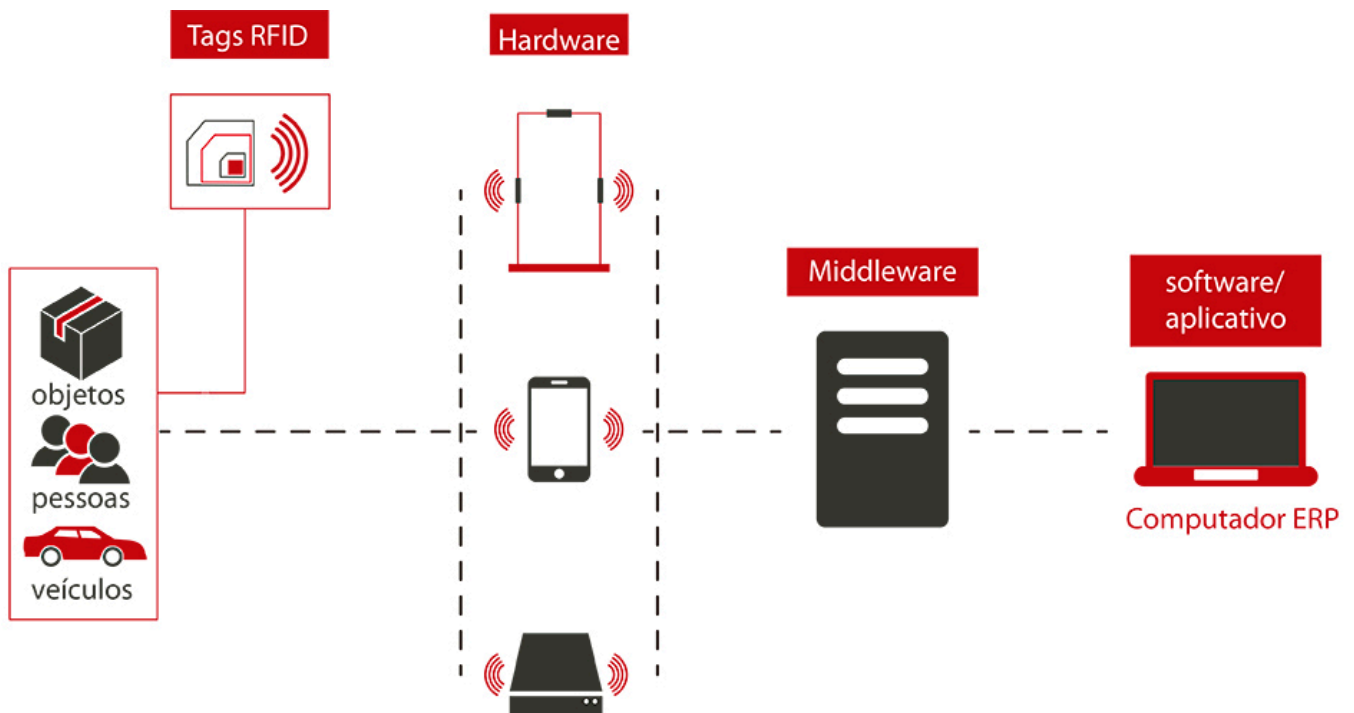 Tags RFID
Hardware
Middleware
software/
aplicativo
objetos
pessoas
veículos
Computador ERP